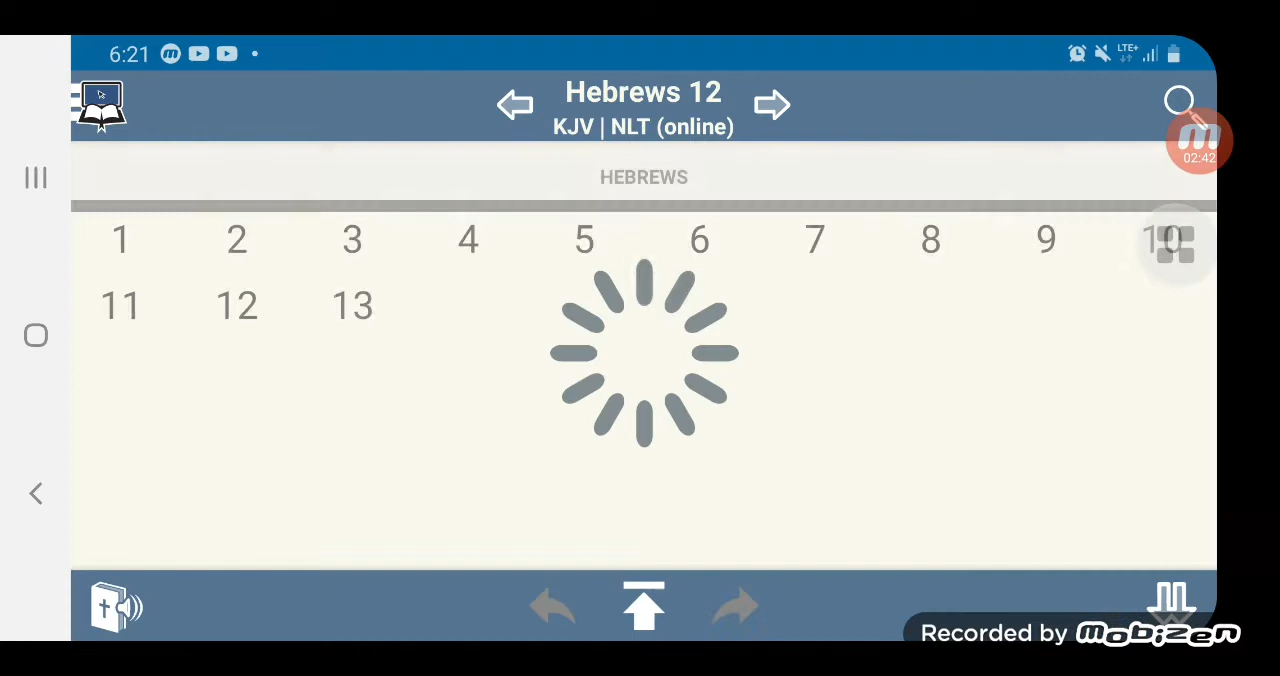 6:21
LTE+
Hebrews 12
KJV | NLT (online)
02:42
HEBREWS
1 2 3 4 5 6 7 8 9 10
11 12 13
Recorded by mobizen